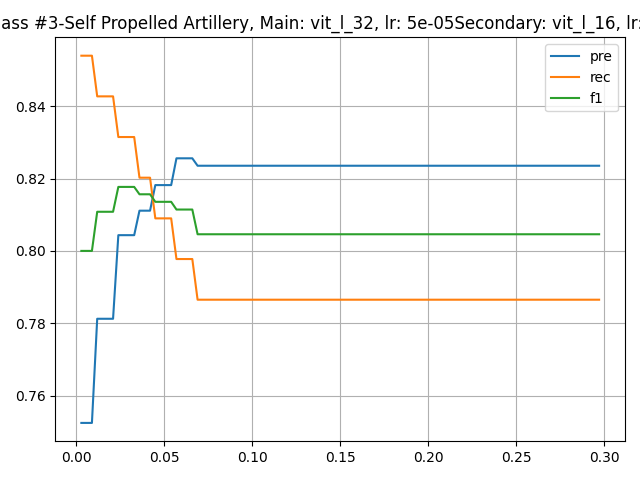 ass #3-Self Propelled Artillery, Main: vit_l_32, lr: 5e-05Secondary: vit_l_16, lr:
pre
rec
f1
0.84
0.82
0.80
0.78
0.76
0.00 0.05 0.10 0.15 0.20 0.25 0.30